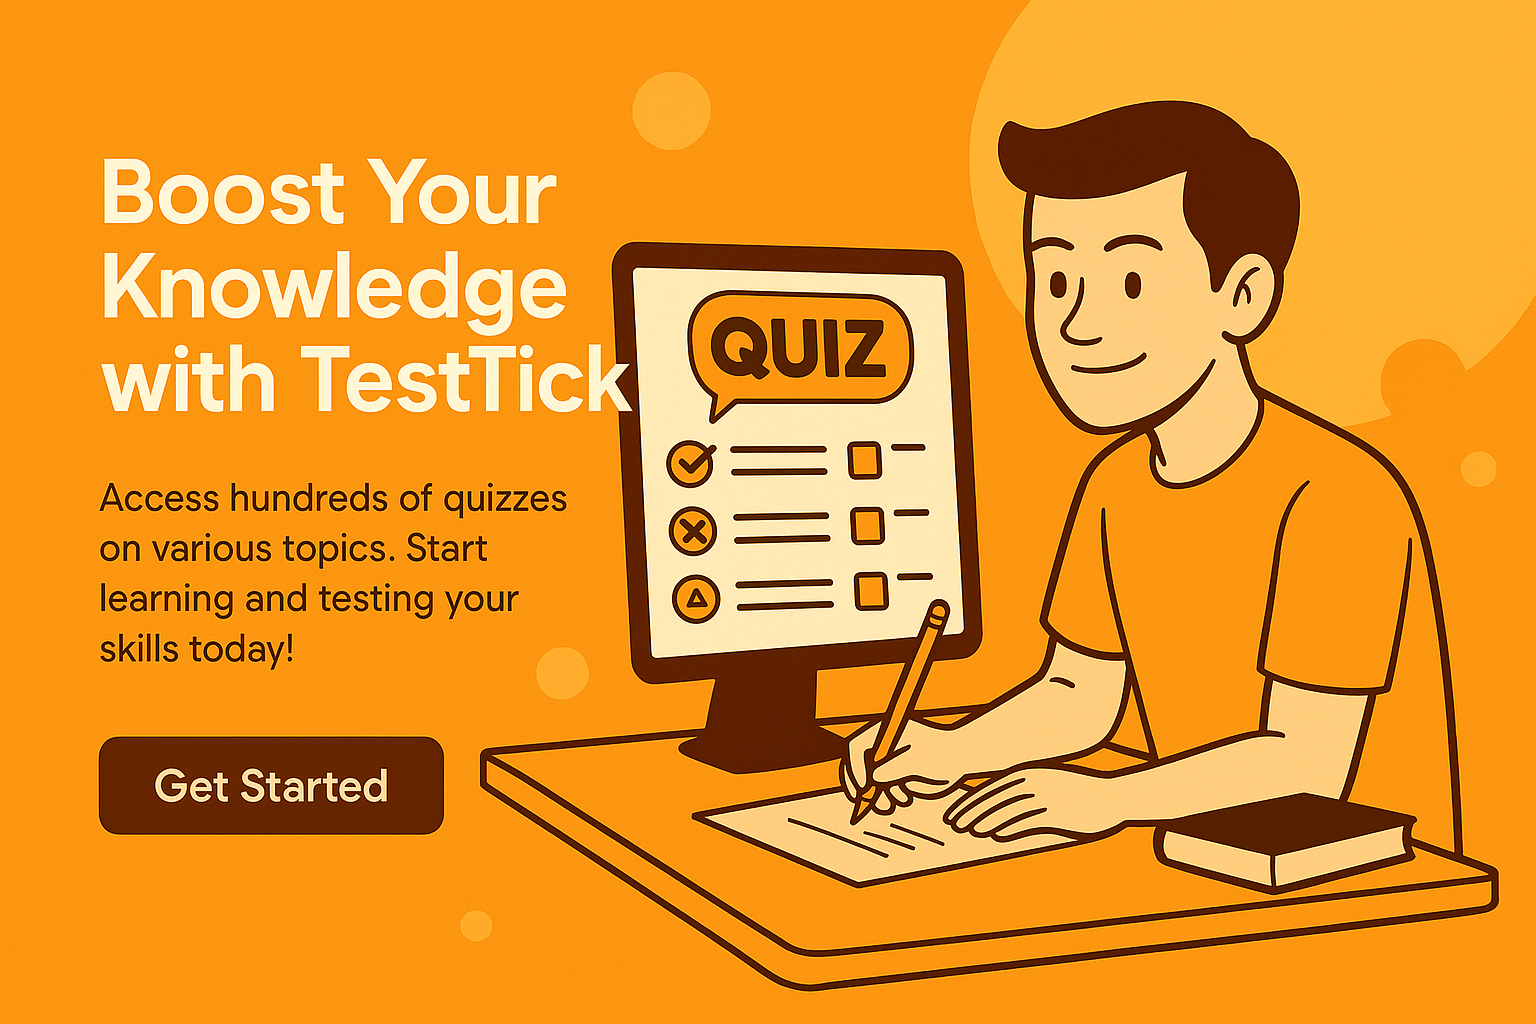 Boost Your
Knowledge
with TestTick
Access hundreds of quizzes
on various topics. Start
learning and testing your
skills today!
Get Started
QUIZ